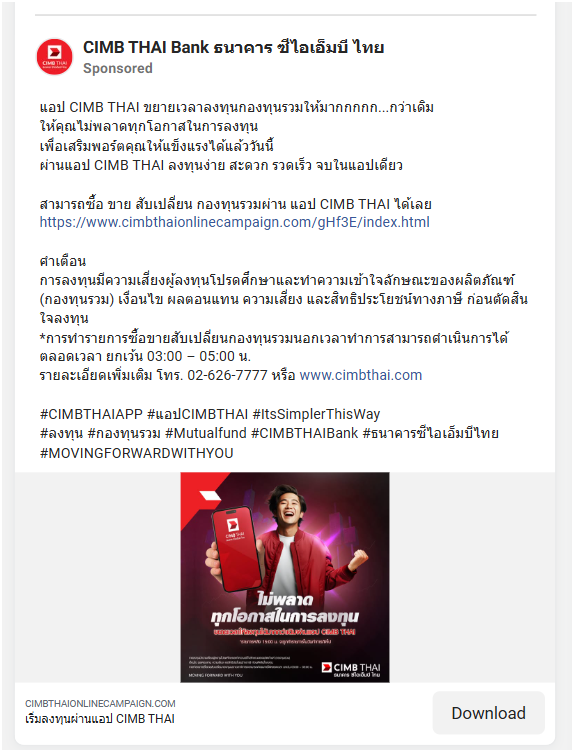 CIMB THAI Bank ธนาคาร ซีไอเอ็มบี ไทย
Sponsored
แอป CIMB THAI ขยายเวลาลงทุนกองทุนรวมให้มากกกกก...กว่าเดิม
ให้คุณไม่พลาดทุกโอกาสในการลงทุน
เพื่อเสริมพอร์ตคุณให้แข็งแรงได้แล้ววันนี้
ผ่านแอป CIMB THAI ลงทุนง่าย สะดวก รวดเร็ว จบในแอปเดียว
สามารถซื้อ ขาย สับเปลี่ยน กองทุนรวมผ่าน แอป CIMB THAI ได้เลย
https://www.cimbthaionlinecampaign.com/gHf3E/index.html
คำเตือน
การลงทุนมีความเสี่ยงผู้ลงทุนโปรดศึกษาและทำความเข้าใจลักษณะของผลิตภัณฑ์
(กองทุนรวม) เงื่อนไข ผลตอนแทน ความเสี่ยง และสิทธิประโยชน์ทางภาษี ก่อนตัดสิน
ใจลงทุน
*การทำรายการซื้อขายสับเปลี่ยนกองทุนรวมนอกเวลาทำการสามารถดำเนินการได้
ตลอดเวลา ยกเว้น 03:00 – 05:00 น.
รายละเอียดเพิ่มเติม โทร. 02-626-7777 หรือ www.cimbthai.com
#CIMBTHAIAPP #แอปCIMBTHAI #ItsSimplerThisWay
#ลงทุน #กองทุนรวม #Mutualfund #CIMBTHAIBank #ธนาคารซีไอเอ็มบีไทย
#MOVINGFORWARDWITHYOU
CIMB THAI
ไม่พลาด
ทุกโอกาสในการลงทุน
CIMB THAI
ธนาคาร ซีไอเอ็มบี ไทย
MOVING FORWARD WITH YOU
CIMBTHAIONLINECAMPAIGN.COM
เริ่มลงทุนผ่านแอป CIMB THAI
Download